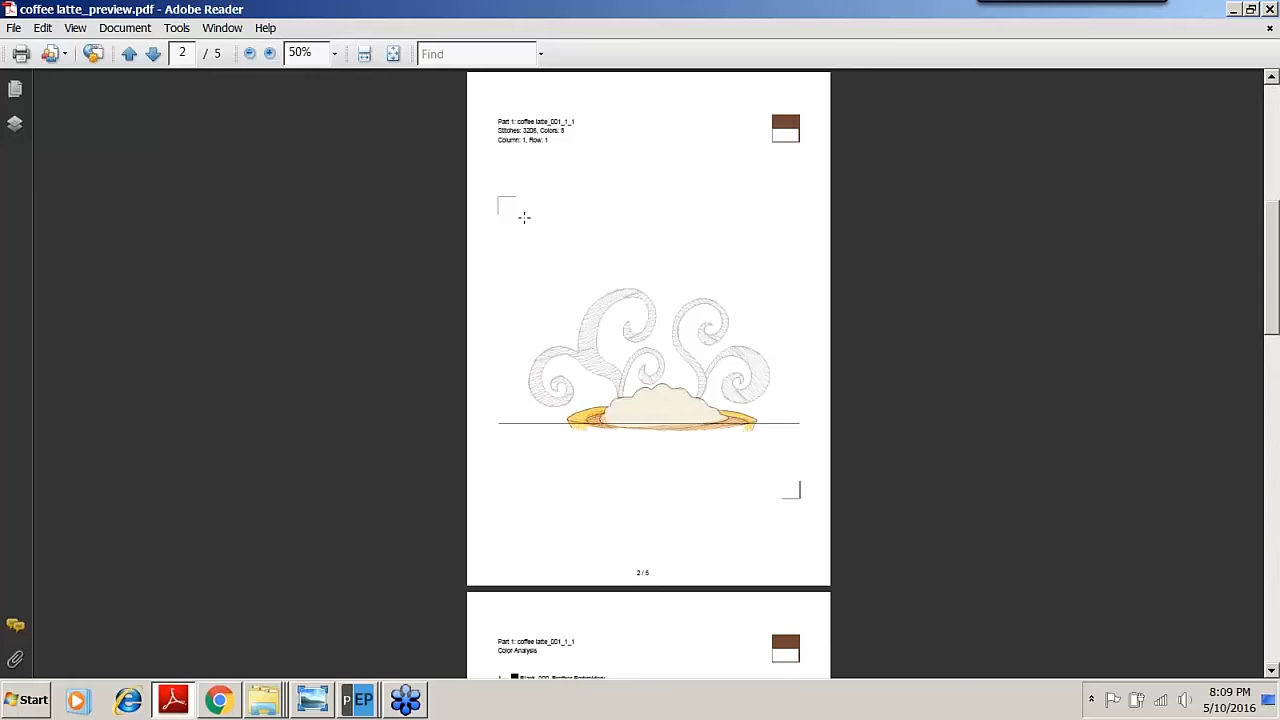 coffee latte_preview.pdf - Adobe Reader
File Edit View Document Tools Window Help
2 / 5 50% Find
Part 1: coffee latte_001_1_1
Stitches: 3206, Colors: 8
Column: 1, Row: 1
2 / 5
Part 1: coffee latte_001_1_1
Color Analysis
Start
pEP
8:09 PM
5/10/2016